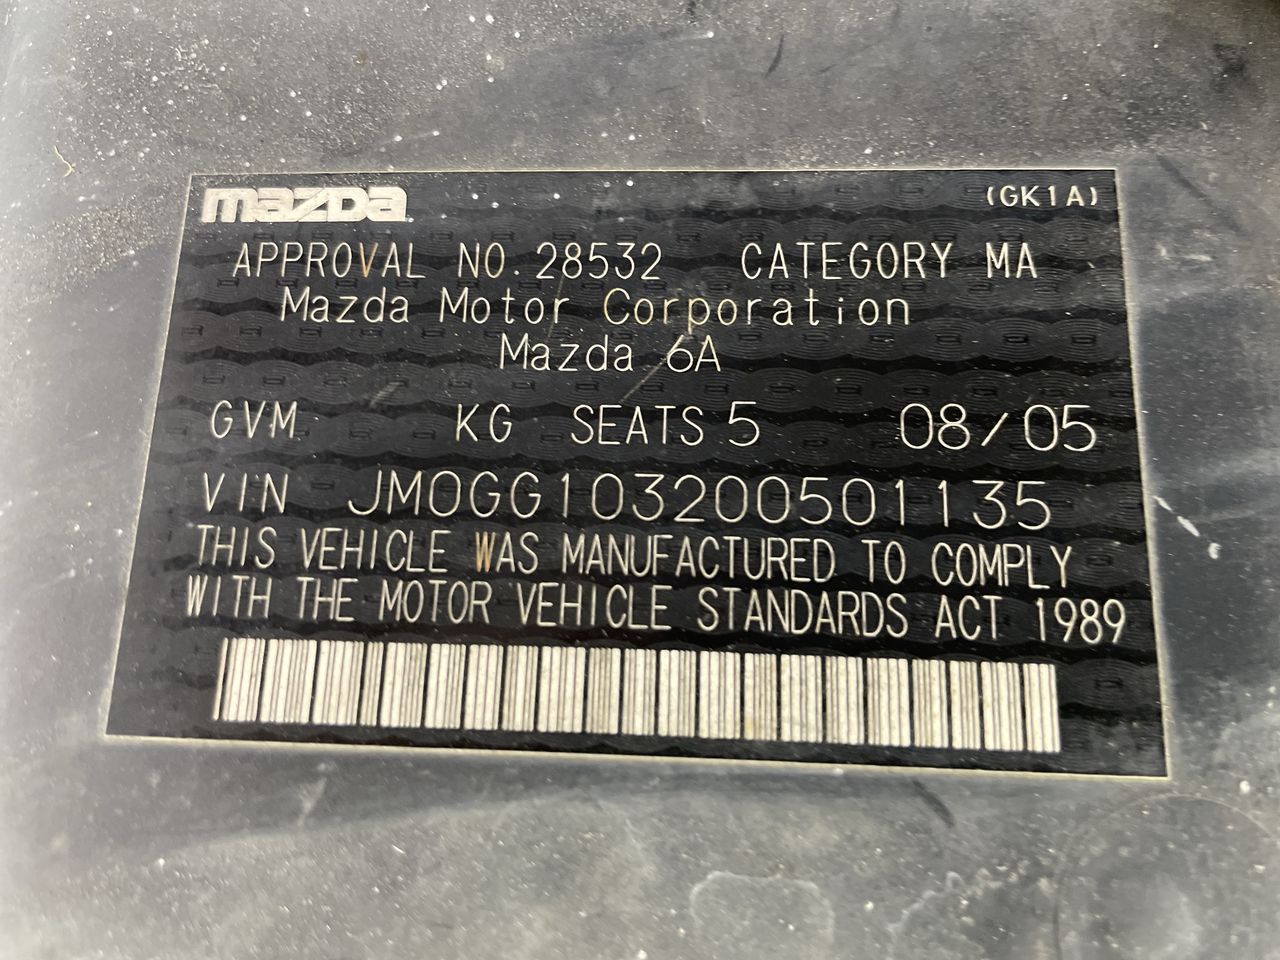 mazda (GK1A)
APPROVAL NO. 28532 CATEGORY MA
Mazda Motor Corporation
Mazda 6A
GVM KG SEATS 5 08/05
VIN JM0GG103200501135
THIS VEHICLE WAS MANUFACTURED TO COMPLY
WITH THE MOTOR VEHICLE STANDARDS ACT 1989